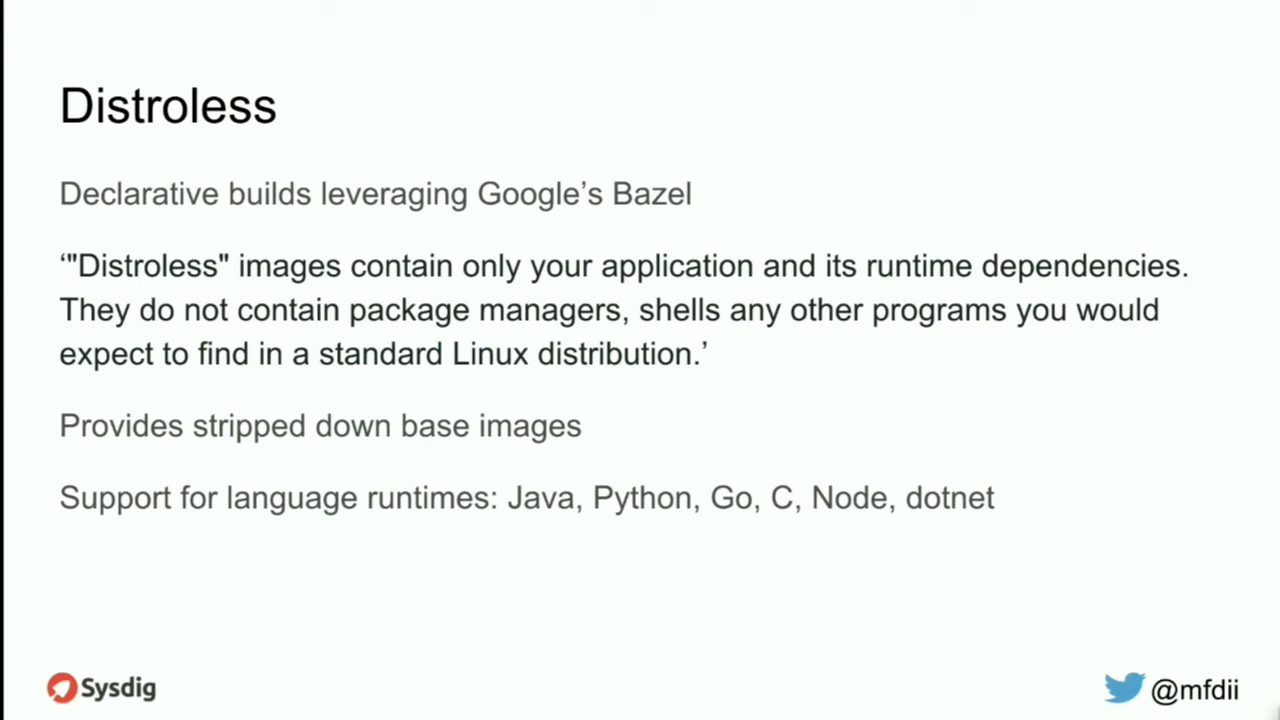 Distroless
Declarative builds leveraging Google’s Bazel
‘"Distroless" images contain only your application and its runtime dependencies.
They do not contain package managers, shells any other programs you would
expect to find in a standard Linux distribution.’
Provides stripped down base images
Support for language runtimes: Java, Python, Go, C, Node, dotnet
Sysdig
@mfdii